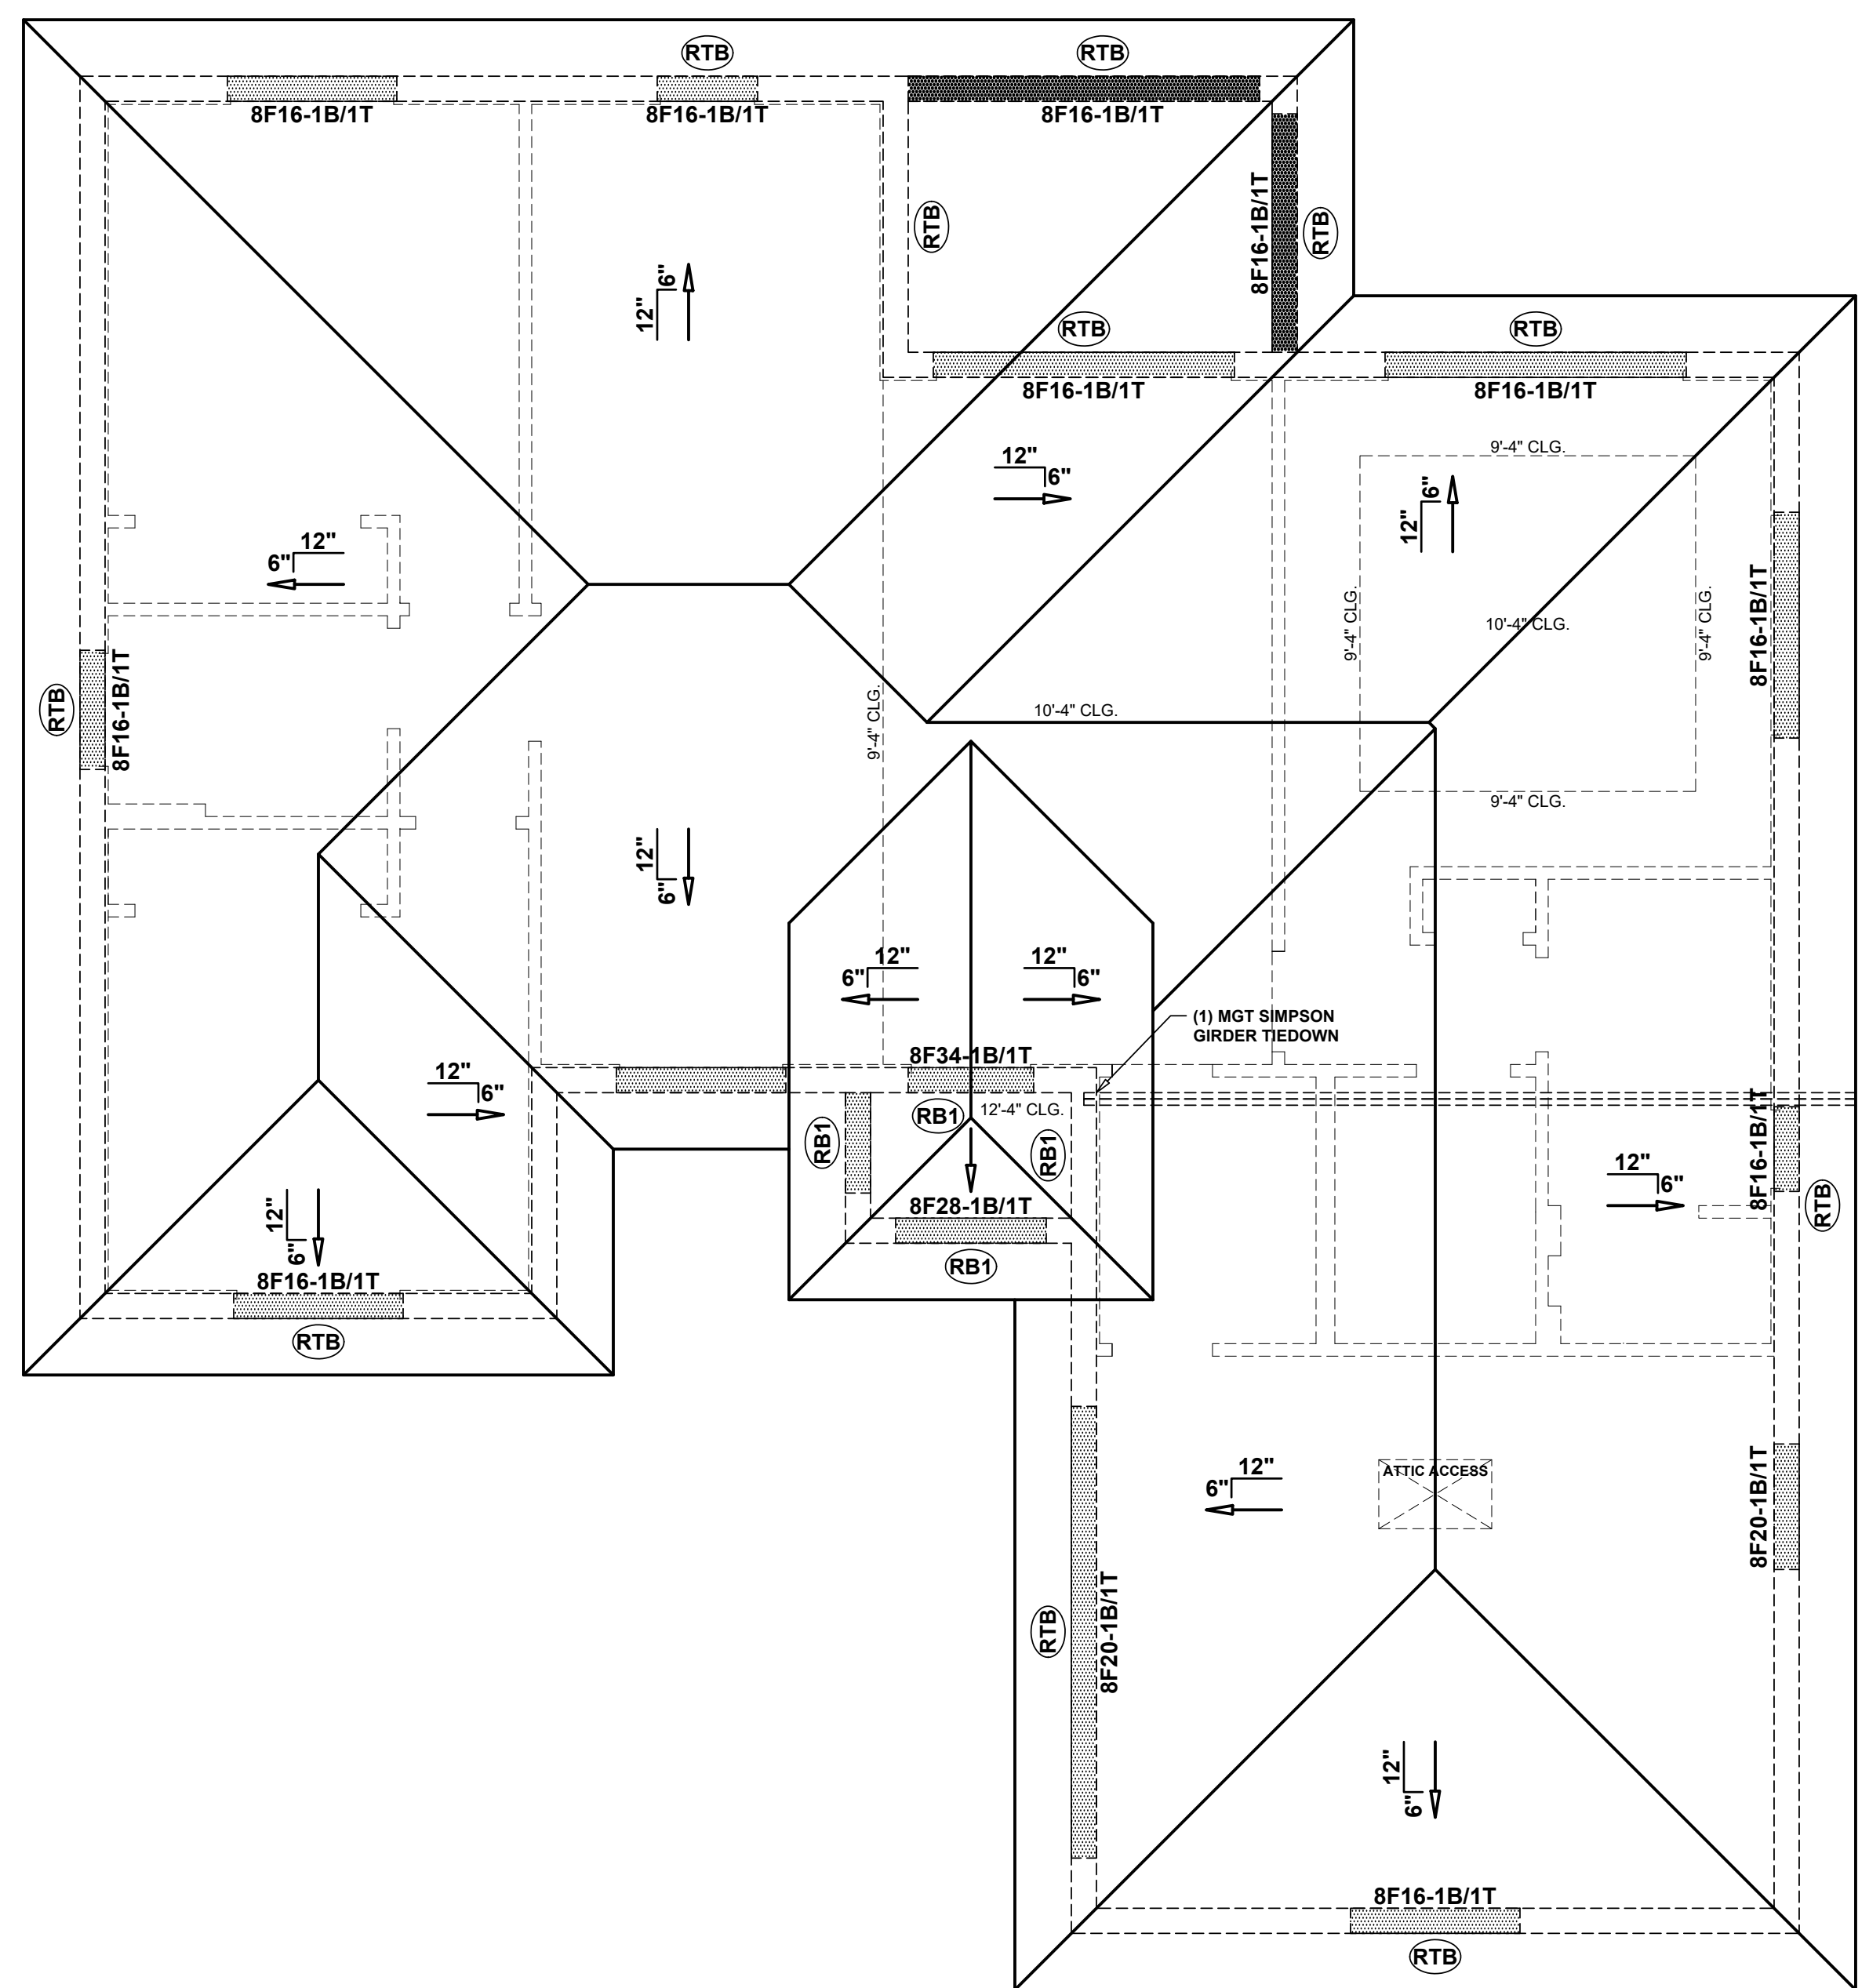 RTB
RTB
8F16-1B/1T
8F16-1B/1T
8F16-1B/1T
RTB
8F16-1B/1T
RTB
12"
6"
RTB
RTB
8F16-1B/1T
8F16-1B/1T
9'-4" CLG.
12"
6"
12"
6"
12"
6"
8F16-1B/1T
9'-4" CLG.
10'-4" CLG.
9'-4" CLG.
RTB
8F16-1B/1T
9'-4" CLG.
10'-4" CLG.
9'-4" CLG.
12"
6"
12"
6"
12"
6"
(1) MGT SIMPSON
GIRDER TIEDOWN
8F34-1B/1T
12"
6"
RB1
12'-4" CLG.
RB1
RB1
8F16-1B/1T
12"
6"
RTB
8F28-1B/1T
RB1
12"
6"
8F16-1B/1T
RTB
12"
6"
ATTIC ACCESS
8F20-1B/1T
RTB
8F20-1B/1T
12"
6"
8F16-1B/1T
RTB